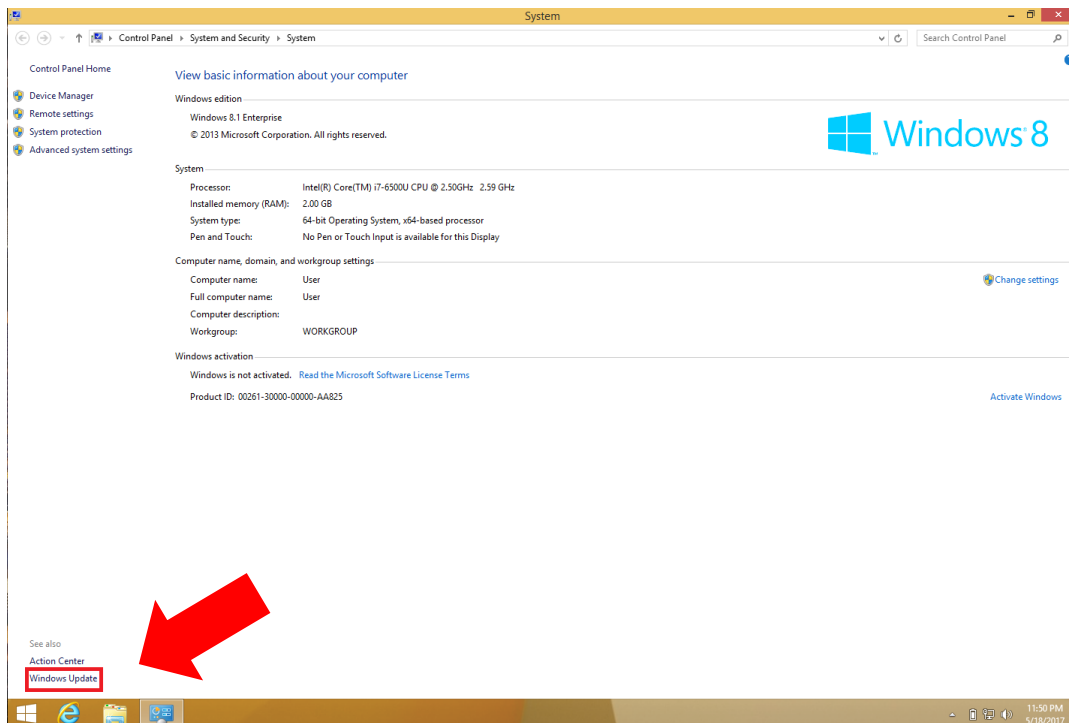 System
Control Panel ▸ System and Security ▸ System
Search Control Panel
Control Panel Home
Device Manager
Remote settings
System protection
Advanced system settings
View basic information about your computer
Windows edition
Windows 8.1 Enterprise
© 2013 Microsoft Corporation. All rights reserved.
Windows 8
System
Processor: Intel(R) Core(TM) i7-6500U CPU @ 2.50GHz 2.59 GHz
Installed memory (RAM): 2.00 GB
System type: 64-bit Operating System, x64-based processor
Pen and Touch: No Pen or Touch Input is available for this Display
Computer name, domain, and workgroup settings
Computer name: User
Change settings
Full computer name: User
Computer description:
Workgroup: WORKGROUP
Windows activation
Windows is not activated. Read the Microsoft Software License Terms
Product ID: 00261-30000-00000-AA825
Activate Windows
See also
Action Center
Windows Update
11:50 PM
5/18/2017